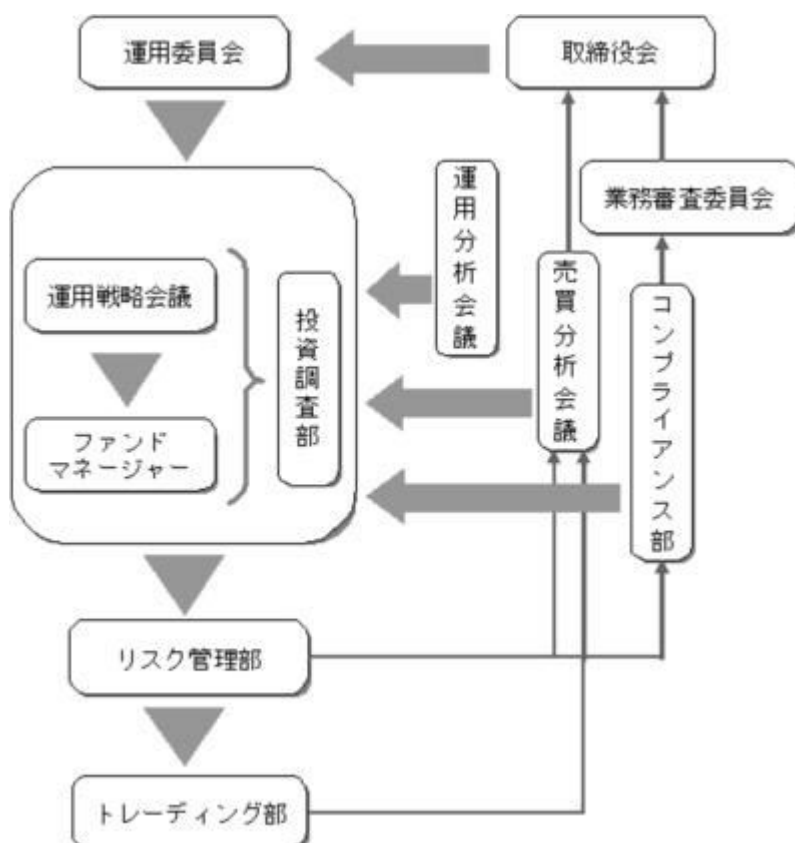 運用委員会
取締役会
運用分析会議
業務審査委員会
運用戦略会議
投資調査部
売買分析会議
コンプライアンス部
ファンド
マネージャー
リスク管理部
トレーディング部